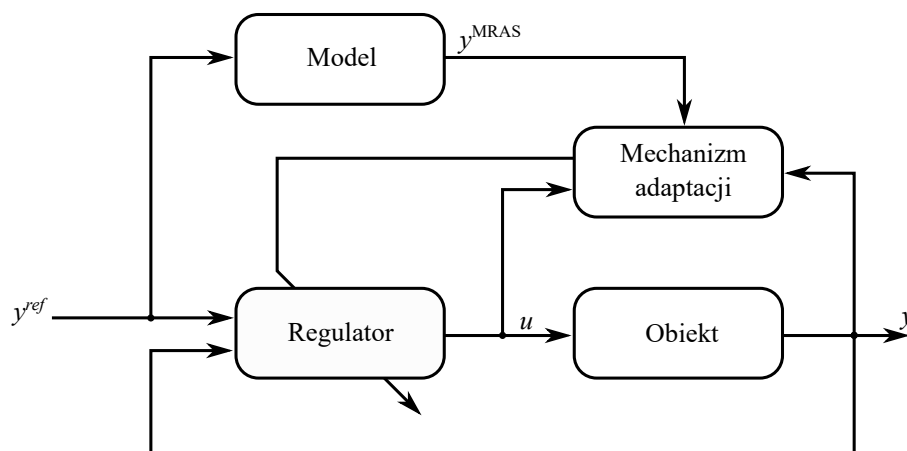 Model
y^MRAS
Mechanizm
adaptacji
y^ref
Regulator
u
Obiekt
y